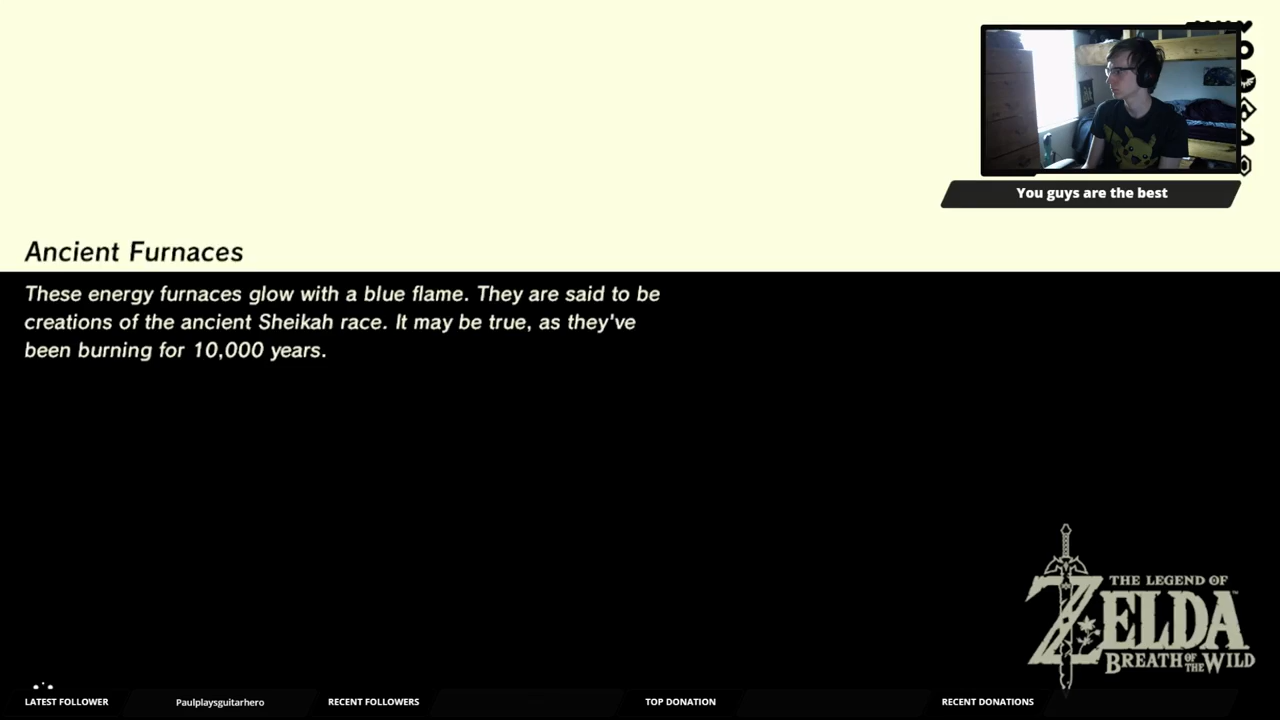 You guys are the best
Ancient Furnaces
These energy furnaces glow with a blue flame. They are said to be
creations of the ancient Sheikah race. It may be true, as they've
been burning for 10,000 years.
THE LEGEND OF
ZELDA
BREATH OF THE WILD
LATEST FOLLOWER Paulplaysguitarhero RECENT FOLLOWERS TOP DONATION RECENT DONATIONS